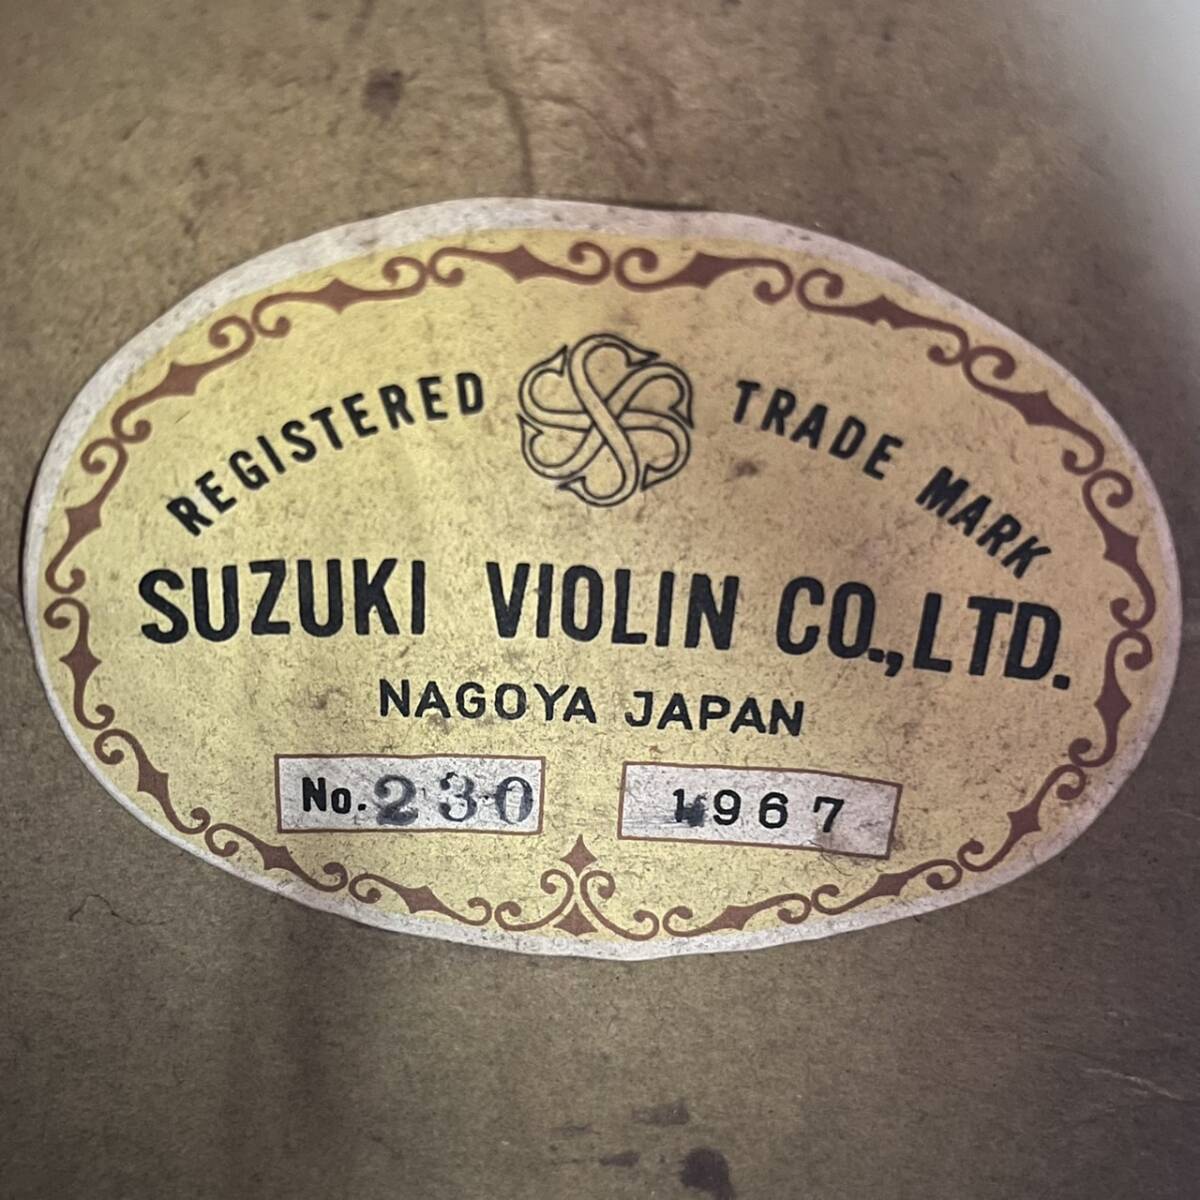 REGISTERED TRADE MARK
SUZUKI VIOLIN CO.,LTD.
NAGOYA JAPAN
No. 230 1967